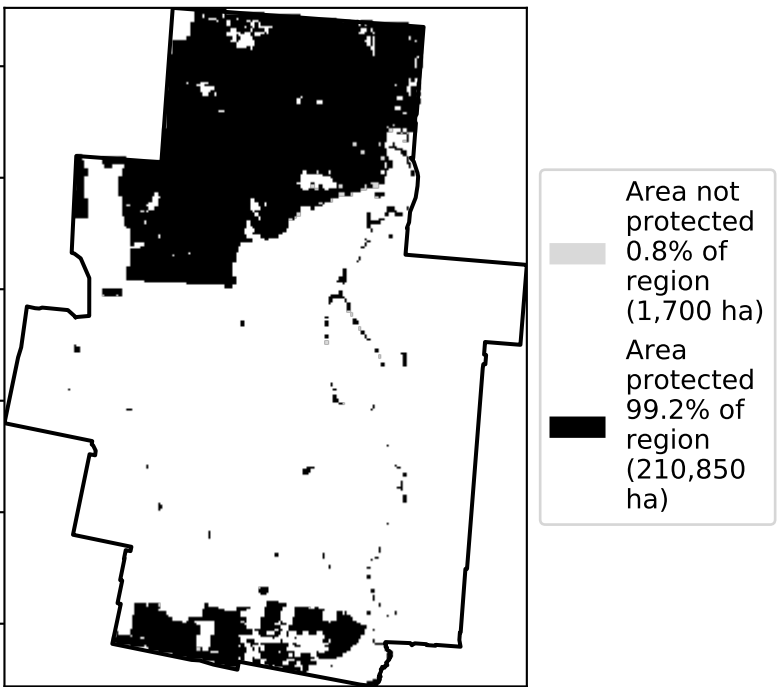 Area not
protected
0.8% of
region
(1,700 ha)
Area
protected
99.2% of
region
(210,850
ha)